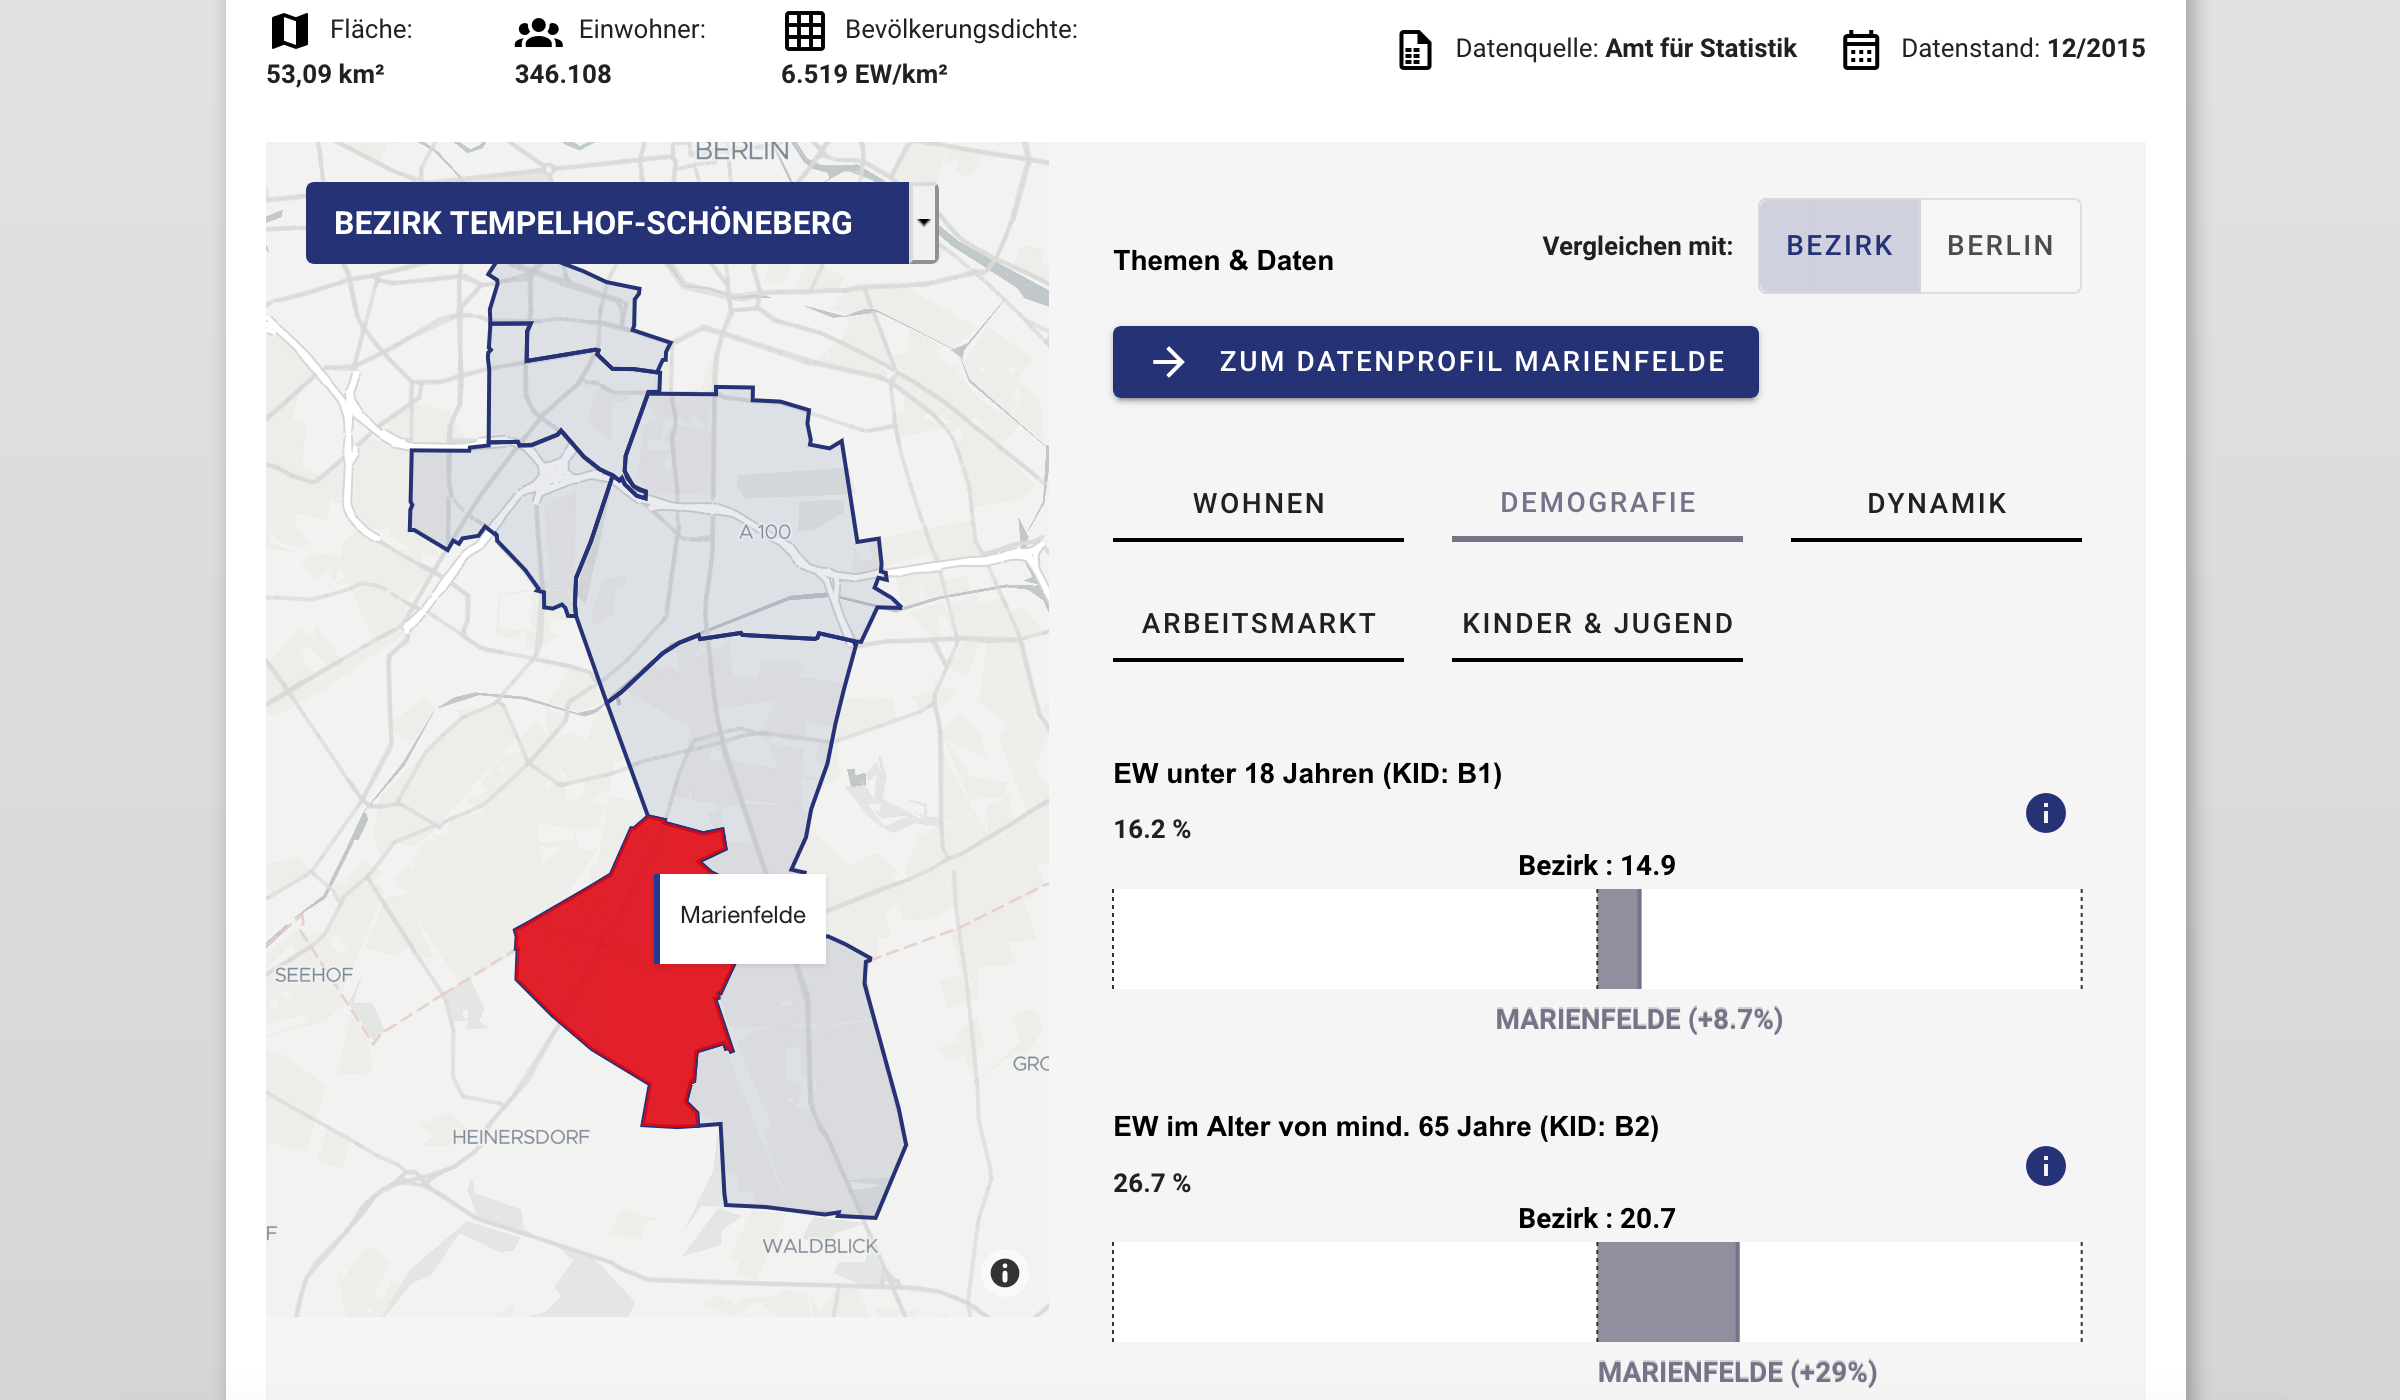 Fläche:
53,09 km²
Einwohner:
346.108
Bevölkerungsdichte:
6.519 EW/km²
Datenquelle: Amt für Statistik
Datenstand: 12/2015
BERLIN
BEZIRK TEMPELHOF-SCHÖNEBERG
A 100
Marienfelde
SEEHOF
GRO
HEINERSDORF
F
WALDBLICK
Themen & Daten
Vergleichen mit:
BEZIRK
BERLIN
ZUM DATENPROFIL MARIENFELDE
WOHNEN
DEMOGRAFIE
DYNAMIK
ARBEITSMARKT
KINDER & JUGEND
EW unter 18 Jahren (KID: B1)
16.2 %
Bezirk : 14.9
MARIENFELDE (+8.7%)
EW im Alter von mind. 65 Jahre (KID: B2)
26.7 %
Bezirk : 20.7
MARIENFELDE (+29%)